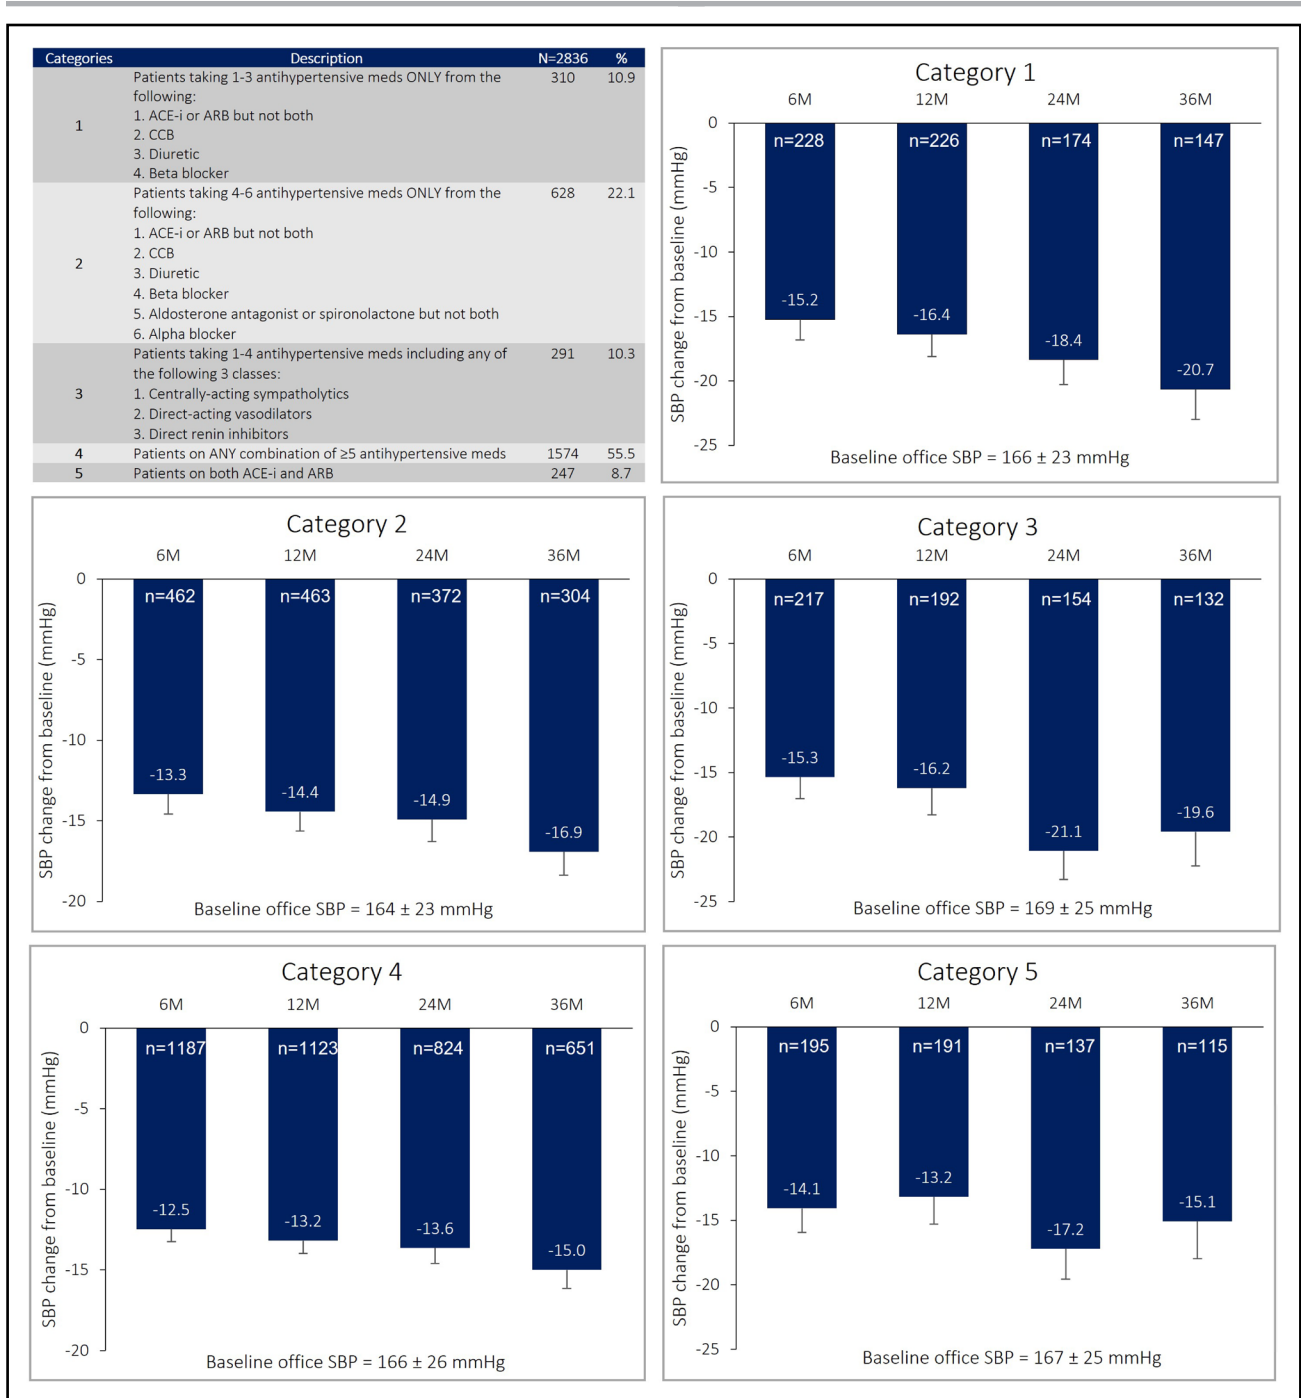 Categories Description N=2836 %
1 Patients taking 1-3 antihypertensive meds ONLY from the 310 10.9
following:
1. ACE-i or ARB but not both
2. CCB
3. Diuretic
4. Beta blocker
2 Patients taking 4-6 antihypertensive meds ONLY from the 628 22.1
following:
1. ACE-i or ARB but not both
2. CCB
3. Diuretic
4. Beta blocker
5. Aldosterone antagonist or spironolactone but not both
6. Alpha blocker
3 Patients taking 1-4 antihypertensive meds including any of 291 10.3
the following 3 classes:
1. Centrally-acting sympatholytics
2. Direct-acting vasodilators
3. Direct renin inhibitors
4 Patients on ANY combination of ≥5 antihypertensive meds 1574 55.5
5 Patients on both ACE-i and ARB 247 8.7
Category 1
6M 12M 24M 36M
SBP change from baseline (mmHg)
0
-5
-10
-15
-20
-25
n=228 n=226 n=174 n=147
-15.2 -16.4 -18.4 -20.7
Baseline office SBP = 166 ± 23 mmHg
Category 2
6M 12M 24M 36M
SBP change from baseline (mmHg)
0
-5
-10
-15
-20
n=462 n=463 n=372 n=304
-13.3 -14.4 -14.9 -16.9
Baseline office SBP = 164 ± 23 mmHg
Category 3
6M 12M 24M 36M
SBP change from baseline (mmHg)
0
-5
-10
-15
-20
-25
n=217 n=192 n=154 n=132
-15.3 -16.2 -21.1 -19.6
Baseline office SBP = 169 ± 25 mmHg
Category 4
6M 12M 24M 36M
SBP change from baseline (mmHg)
0
-5
-10
-15
-20
n=1187 n=1123 n=824 n=651
-12.5 -13.2 -13.6 -15.0
Baseline office SBP = 166 ± 26 mmHg
Category 5
6M 12M 24M 36M
SBP change from baseline (mmHg)
0
-5
-10
-15
-20
-25
n=195 n=191 n=137 n=115
-14.1 -13.2 -17.2 -15.1
Baseline office SBP = 167 ± 25 mmHg